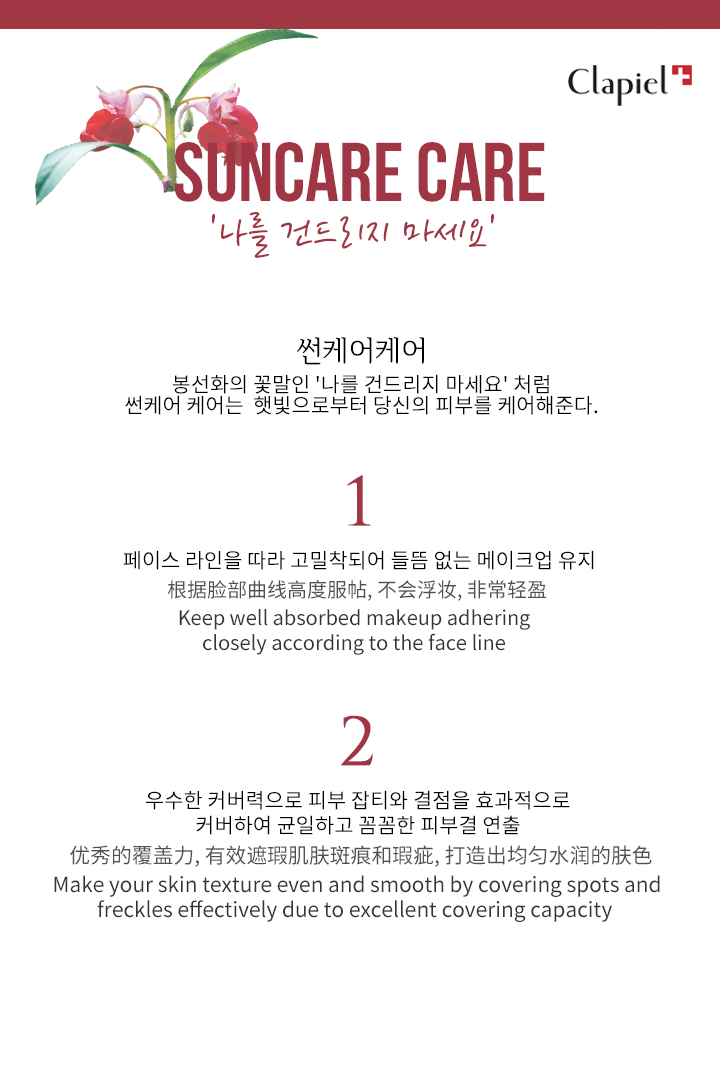 Clapiel
SUNCARE CARE
'나를 건드리지 마세요'
썬케어케어
봉선화의 꽃말인 '나를 건드리지 마세요' 처럼
썬케어 케어는 햇빛으로부터 당신의 피부를 케어해준다.
1
페이스 라인을 따라 고밀착되어 들뜸 없는 메이크업 유지
根据脸部曲线高度服帖, 不会浮妆, 非常轻盈
Keep well absorbed makeup adhering
closely according to the face line
2
우수한 커버력으로 피부 잡티와 결점을 효과적으로
커버하여 균일하고 꼼꼼한 피부결 연출
优秀的覆盖力, 有效遮瑕肌肤斑痕和瑕疵, 打造出均匀水润的肤色
Make your skin texture even and smooth by covering spots and
freckles effectively due to excellent covering capacity